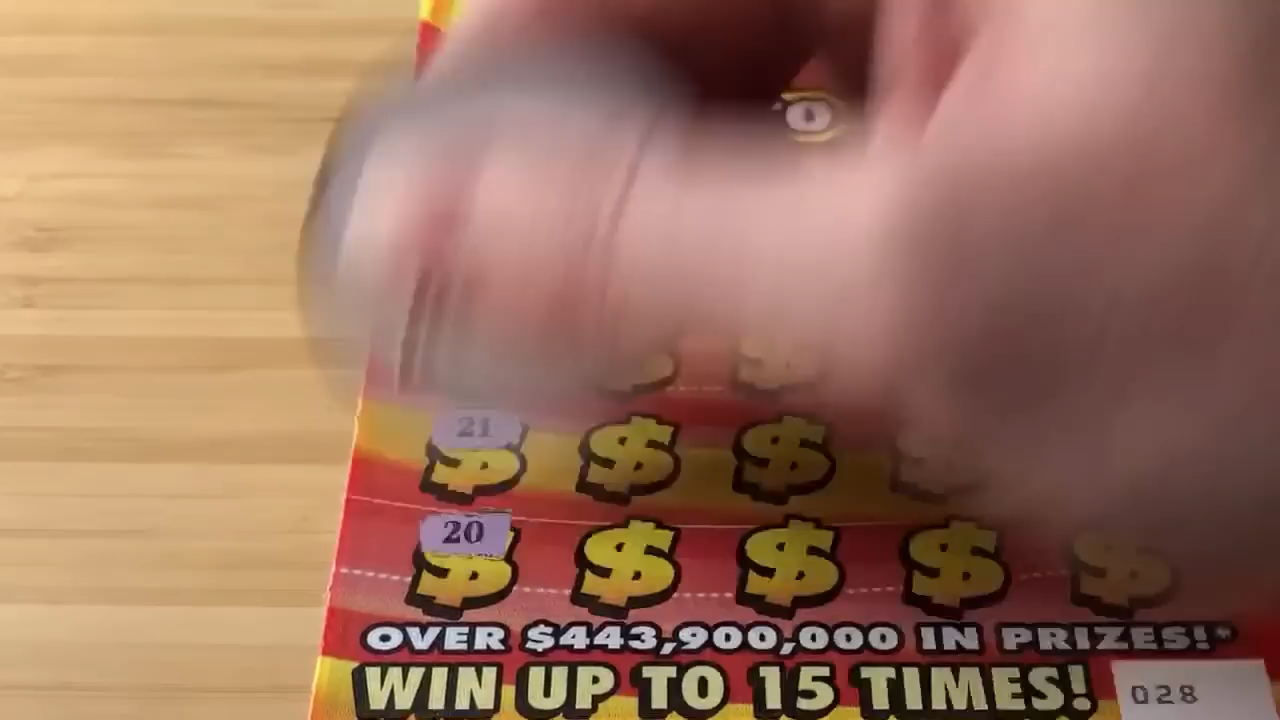 21
$ $ $
20
$ $ $ $ $
OVER $443,900,000 IN PRIZES!*
WIN UP TO 15 TIMES!
028